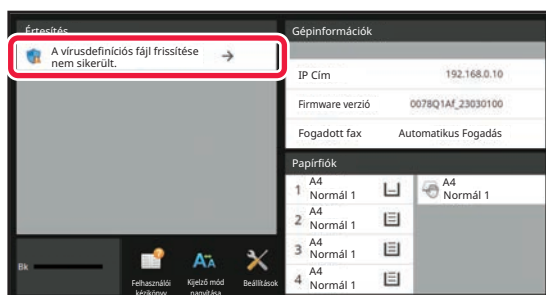 Értesítés
A vírusdefiníciós fájl frissítése
nem sikerült.
Gépinformációk
IP Cím 192.168.0.10
Firmware verzió 0078Q1Af_23030100
Fogadott fax Automatikus Fogadás
Papírfiók
1 A4
Normál 1
A4
Normál 1
2 A4
Normál 1
3 A4
Normál 1
4 A4
Normál 1
Bk
Felhasználói
kézikönyv
Kijelző mód
nagyítása
Beállítások